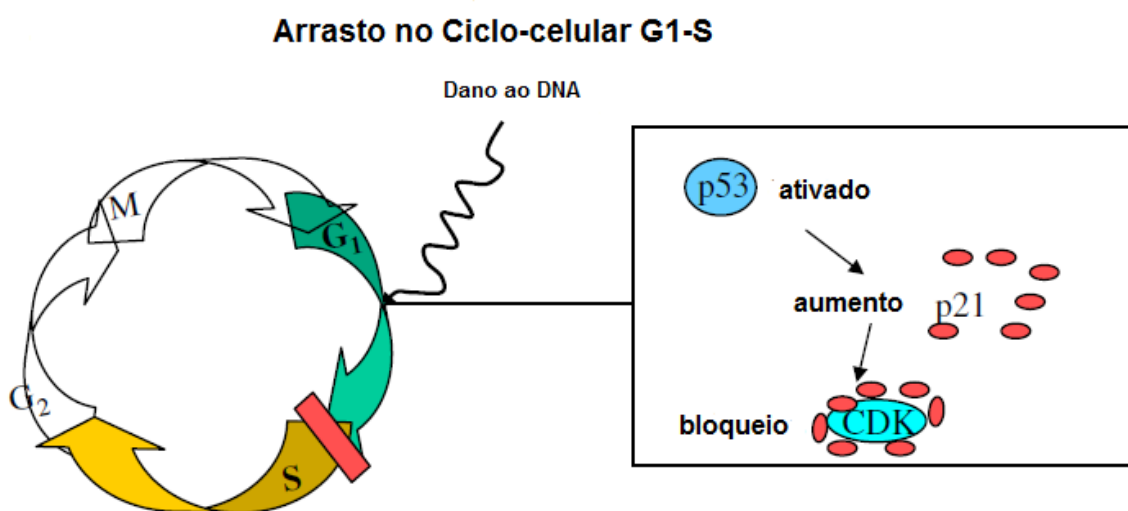 Arrasto no Ciclo-celular G1-S
Dano ao DNA
M
G₁
G₂
S
p53 ativado
aumento p21
bloqueio CDK